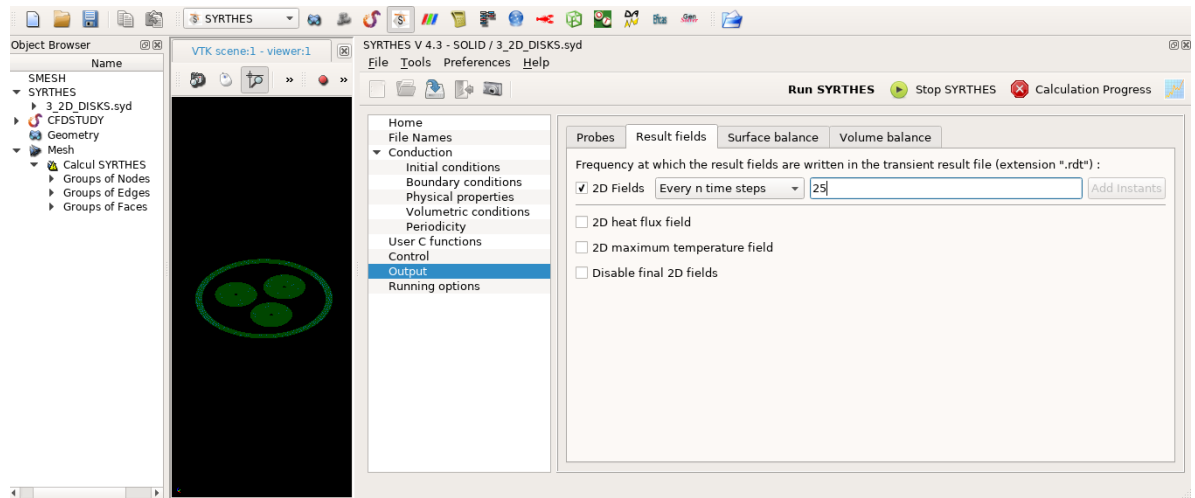 SYRTHES
Object Browser
Name
SMESH
SYRTHES
3_2D_DISKS.syd
CFDSTUDY
Geometry
Mesh
Calcul SYRTHES
Groups of Nodes
Groups of Edges
Groups of Faces
VTK scene:1 - viewer:1
»
»
SYRTHES V 4.3 - SOLID / 3_2D_DISKS.syd
File Tools Preferences Help
Run SYRTHES Stop SYRTHES Calculation Progress
Home
File Names
Conduction
Initial conditions
Boundary conditions
Physical properties
Volumetric conditions
Periodicity
User C functions
Control
Output
Running options
Probes Result fields Surface balance Volume balance
Frequency at which the result fields are written in the transient result file (extension ".rdt") :
2D Fields Every n time steps 25 Add Instants
2D heat flux field
2D maximum temperature field
Disable final 2D fields